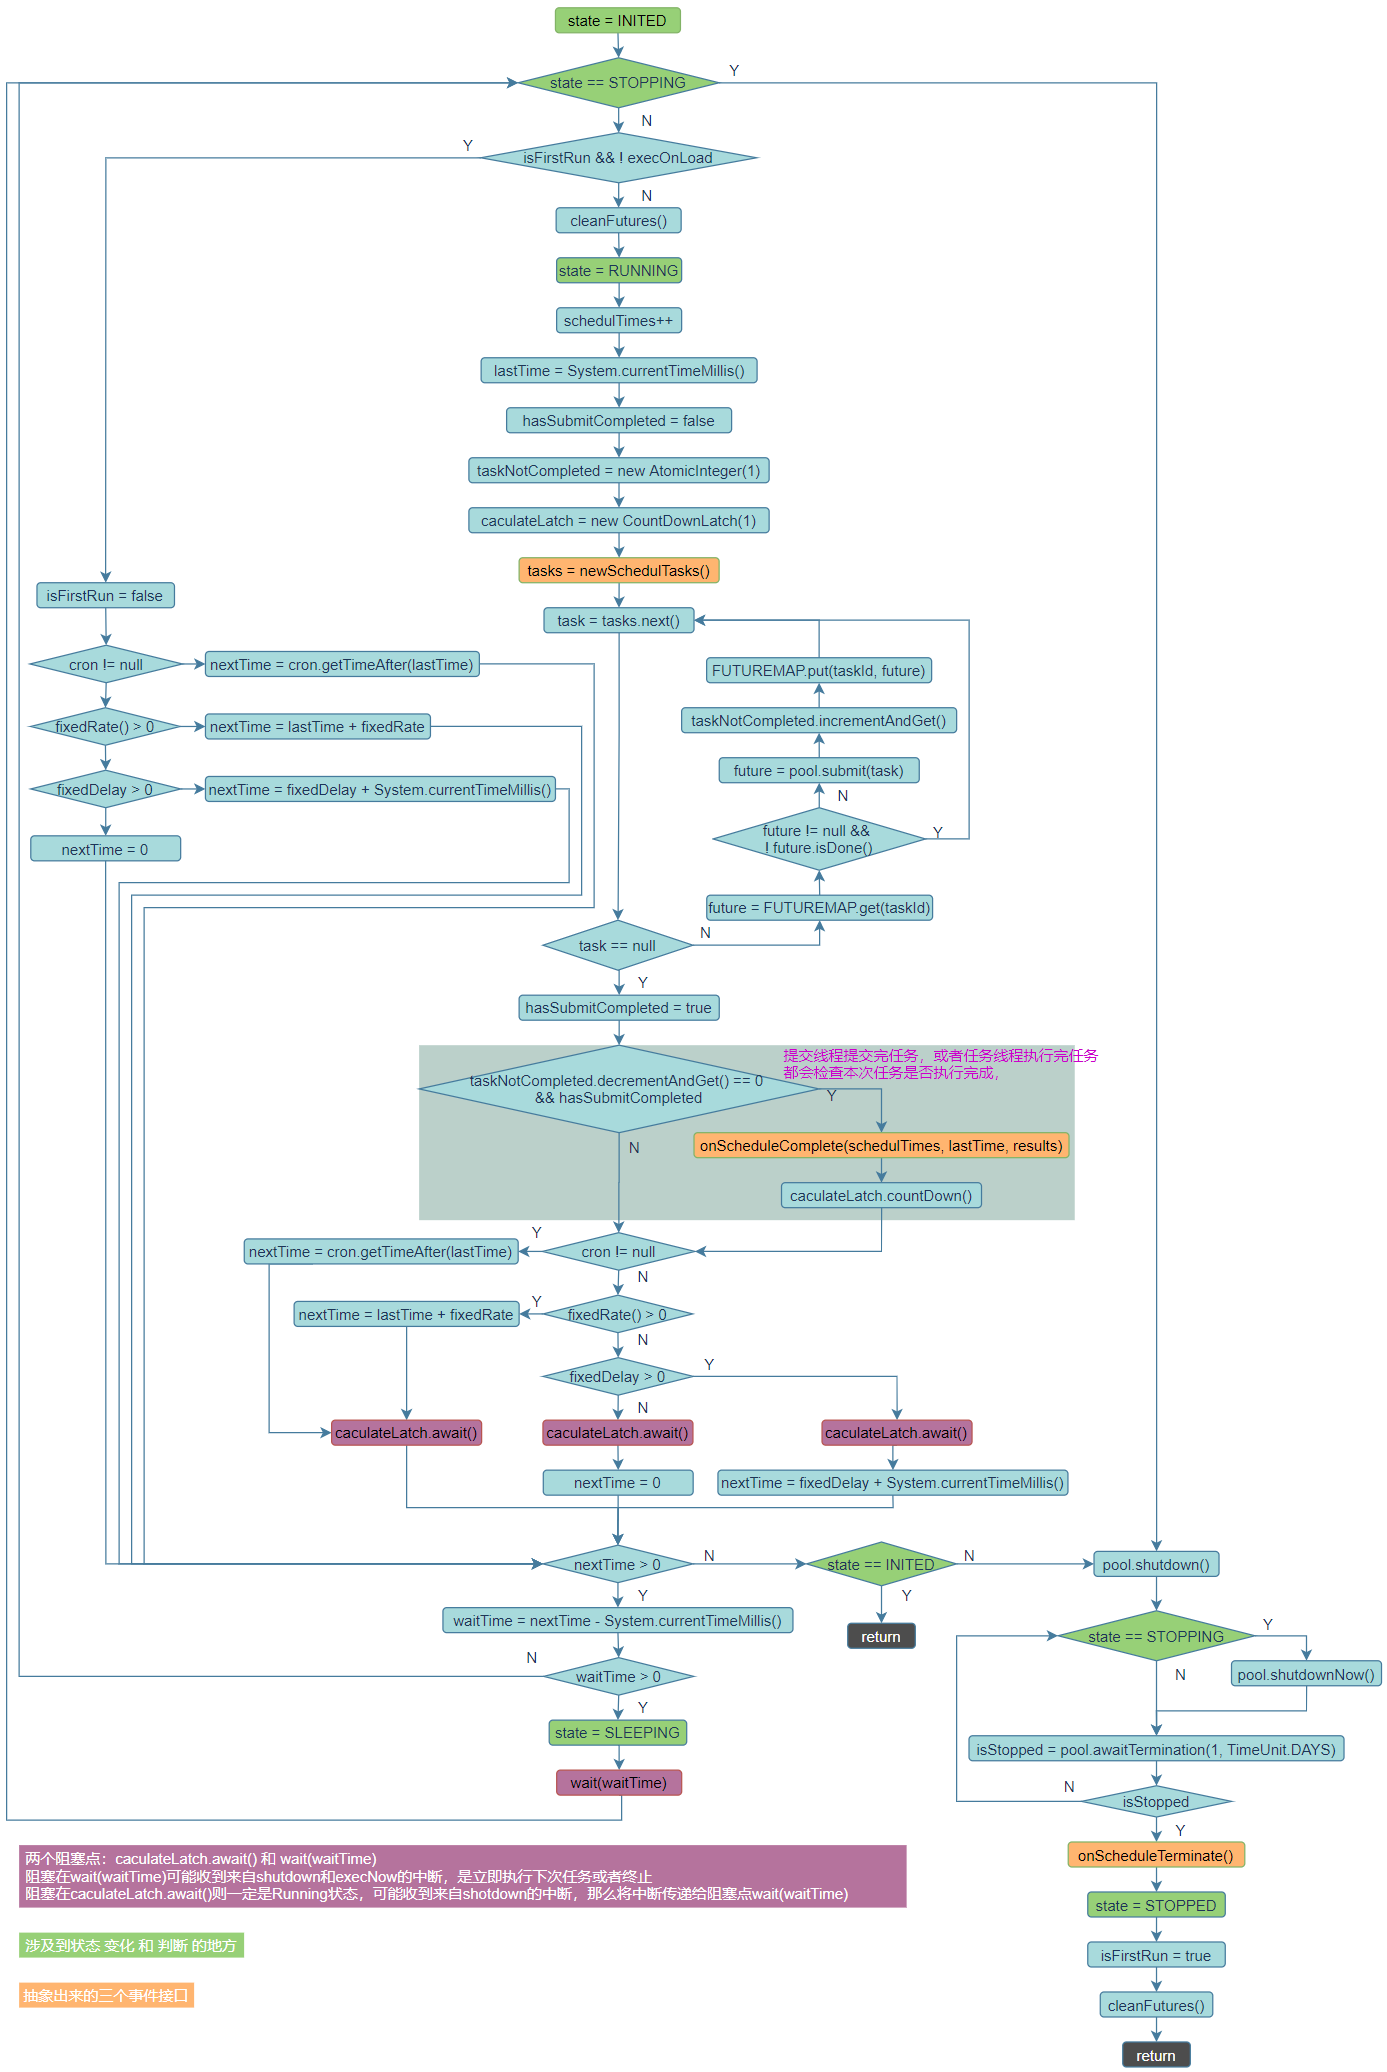 state = INITED
state == STOPPING
Y
N
Y
isFirstRun && ! execOnLoad
N
cleanFutures()
state = RUNNING
schedulTimes++
lastTime = System.currentTimeMillis()
hasSubmitCompleted = false
taskNotCompleted = new AtomicInteger(1)
caculateLatch = new CountDownLatch(1)
tasks = newSchedulTasks()
isFirstRun = false
task = tasks.next()
cron != null
nextTime = cron.getTimeAfter(lastTime)
FUTUREMAP.put(taskId, future)
fixedRate() > 0
nextTime = lastTime + fixedRate
taskNotCompleted.incrementAndGet()
future = pool.submit(task)
fixedDelay > 0
nextTime = fixedDelay + System.currentTimeMillis()
N
future != null &&
! future.isDone()
Y
nextTime = 0
future = FUTUREMAP.get(taskId)
task == null
N
Y
hasSubmitCompleted = true
提交线程提交完任务，或者任务线程执行完任务
都会检查本次任务是否执行完成，
taskNotCompleted.decrementAndGet() == 0
&& hasSubmitCompleted
Y
N
onScheduleComplete(schedulTimes, lastTime, results)
caculateLatch.countDown()
Y
nextTime = cron.getTimeAfter(lastTime)
cron != null
N
Y
nextTime = lastTime + fixedRate
fixedRate() > 0
N
fixedDelay > 0
Y
N
caculateLatch.await()
caculateLatch.await()
caculateLatch.await()
nextTime = 0
nextTime = fixedDelay + System.currentTimeMillis()
nextTime > 0
N
state == INITED
N
pool.shutdown()
Y
Y
waitTime = nextTime - System.currentTimeMillis()
return
state == STOPPING
Y
N
waitTime > 0
N
pool.shutdownNow()
Y
state = SLEEPING
isStopped = pool.awaitTermination(1, TimeUnit.DAYS)
wait(waitTime)
N
isStopped
Y
onScheduleTerminate()
两个阻塞点：caculateLatch.await() 和 wait(waitTime)
阻塞在wait(waitTime)可能收到来自shutdown和execNow的中断，是立即执行下次任务或者终止
阻塞在caculateLatch.await()则一定是Running状态，可能收到来自shotdown的中断，那么将中断传递给阻塞点wait(waitTime)
state = STOPPED
涉及到状态 变化 和 判断 的地方
isFirstRun = true
抽象出来的三个事件接口
cleanFutures()
return